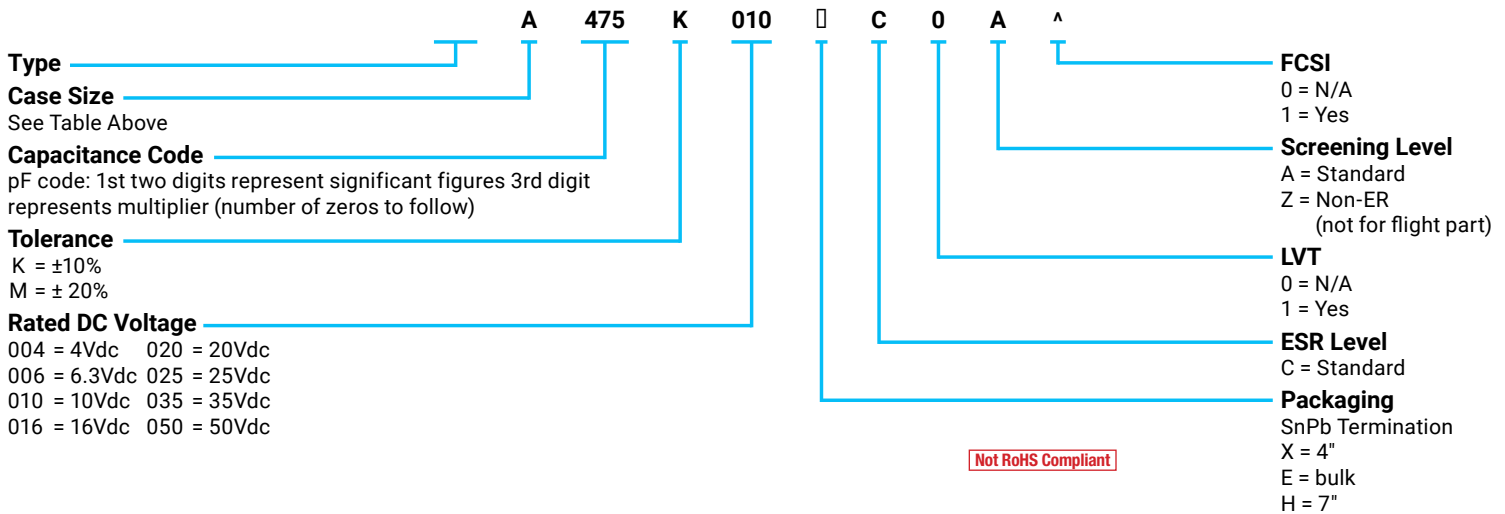 A 475 K 010 ▯ C 0 A ^
Type
Case Size
See Table Above
Capacitance Code
pF code: 1st two digits represent significant figures 3rd digit
represents multiplier (number of zeros to follow)
Tolerance
K = ±10%
M = ± 20%
Rated DC Voltage
004 = 4Vdc 020 = 20Vdc
006 = 6.3Vdc 025 = 25Vdc
010 = 10Vdc 035 = 35Vdc
016 = 16Vdc 050 = 50Vdc
FCSI
0 = N/A
1 = Yes
Screening Level
A = Standard
Z = Non-ER
(not for flight part)
LVT
0 = N/A
1 = Yes
ESR Level
C = Standard
Packaging
SnPb Termination
X = 4"
E = bulk
H = 7"
Not RoHS Compliant